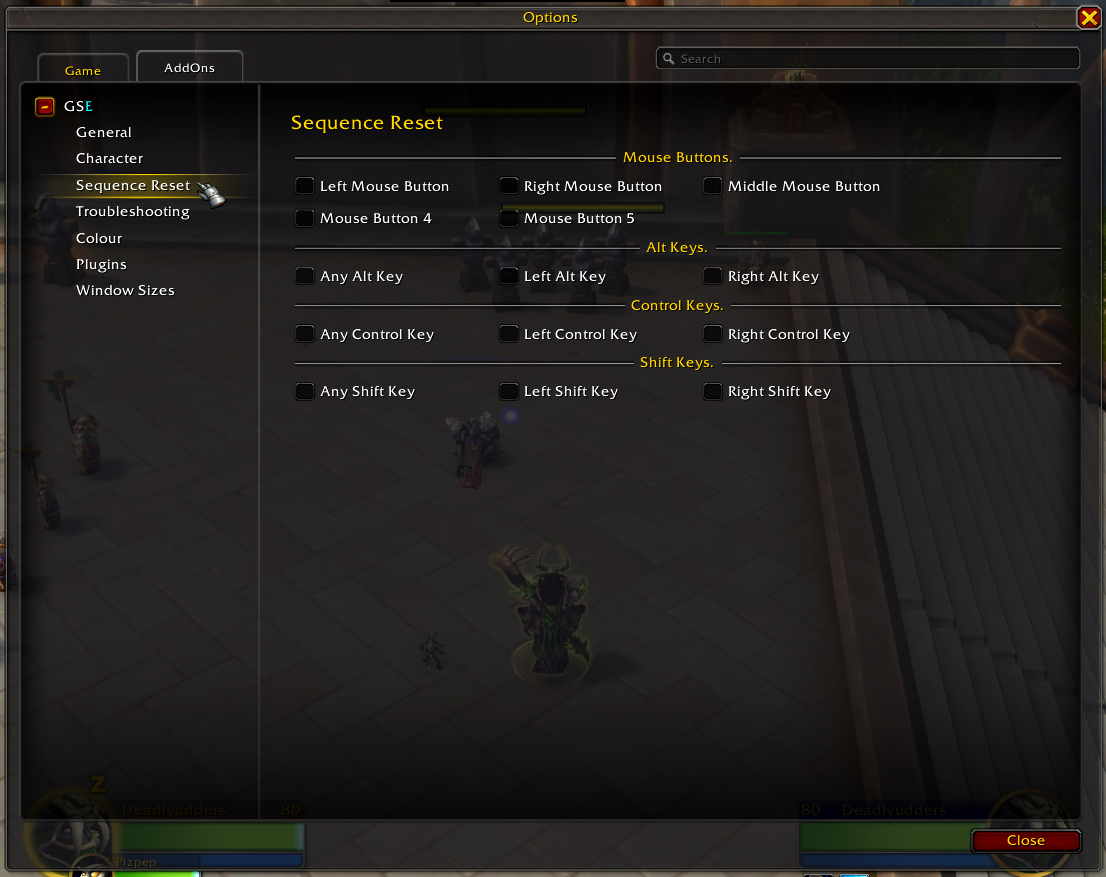 Options
Game
AddOns
Search
GSE
General
Character
Sequence Reset
Troubleshooting
Colour
Plugins
Window Sizes
Sequence Reset
Mouse Buttons.
Left Mouse Button
Right Mouse Button
Middle Mouse Button
Mouse Button 4
Mouse Button 5
Alt Keys.
Any Alt Key
Left Alt Key
Right Alt Key
Control Keys.
Any Control Key
Left Control Key
Right Control Key
Shift Keys.
Any Shift Key
Left Shift Key
Right Shift Key
Z
Deadlyudders 80
80 Deadlyudders
Close
Pizpep